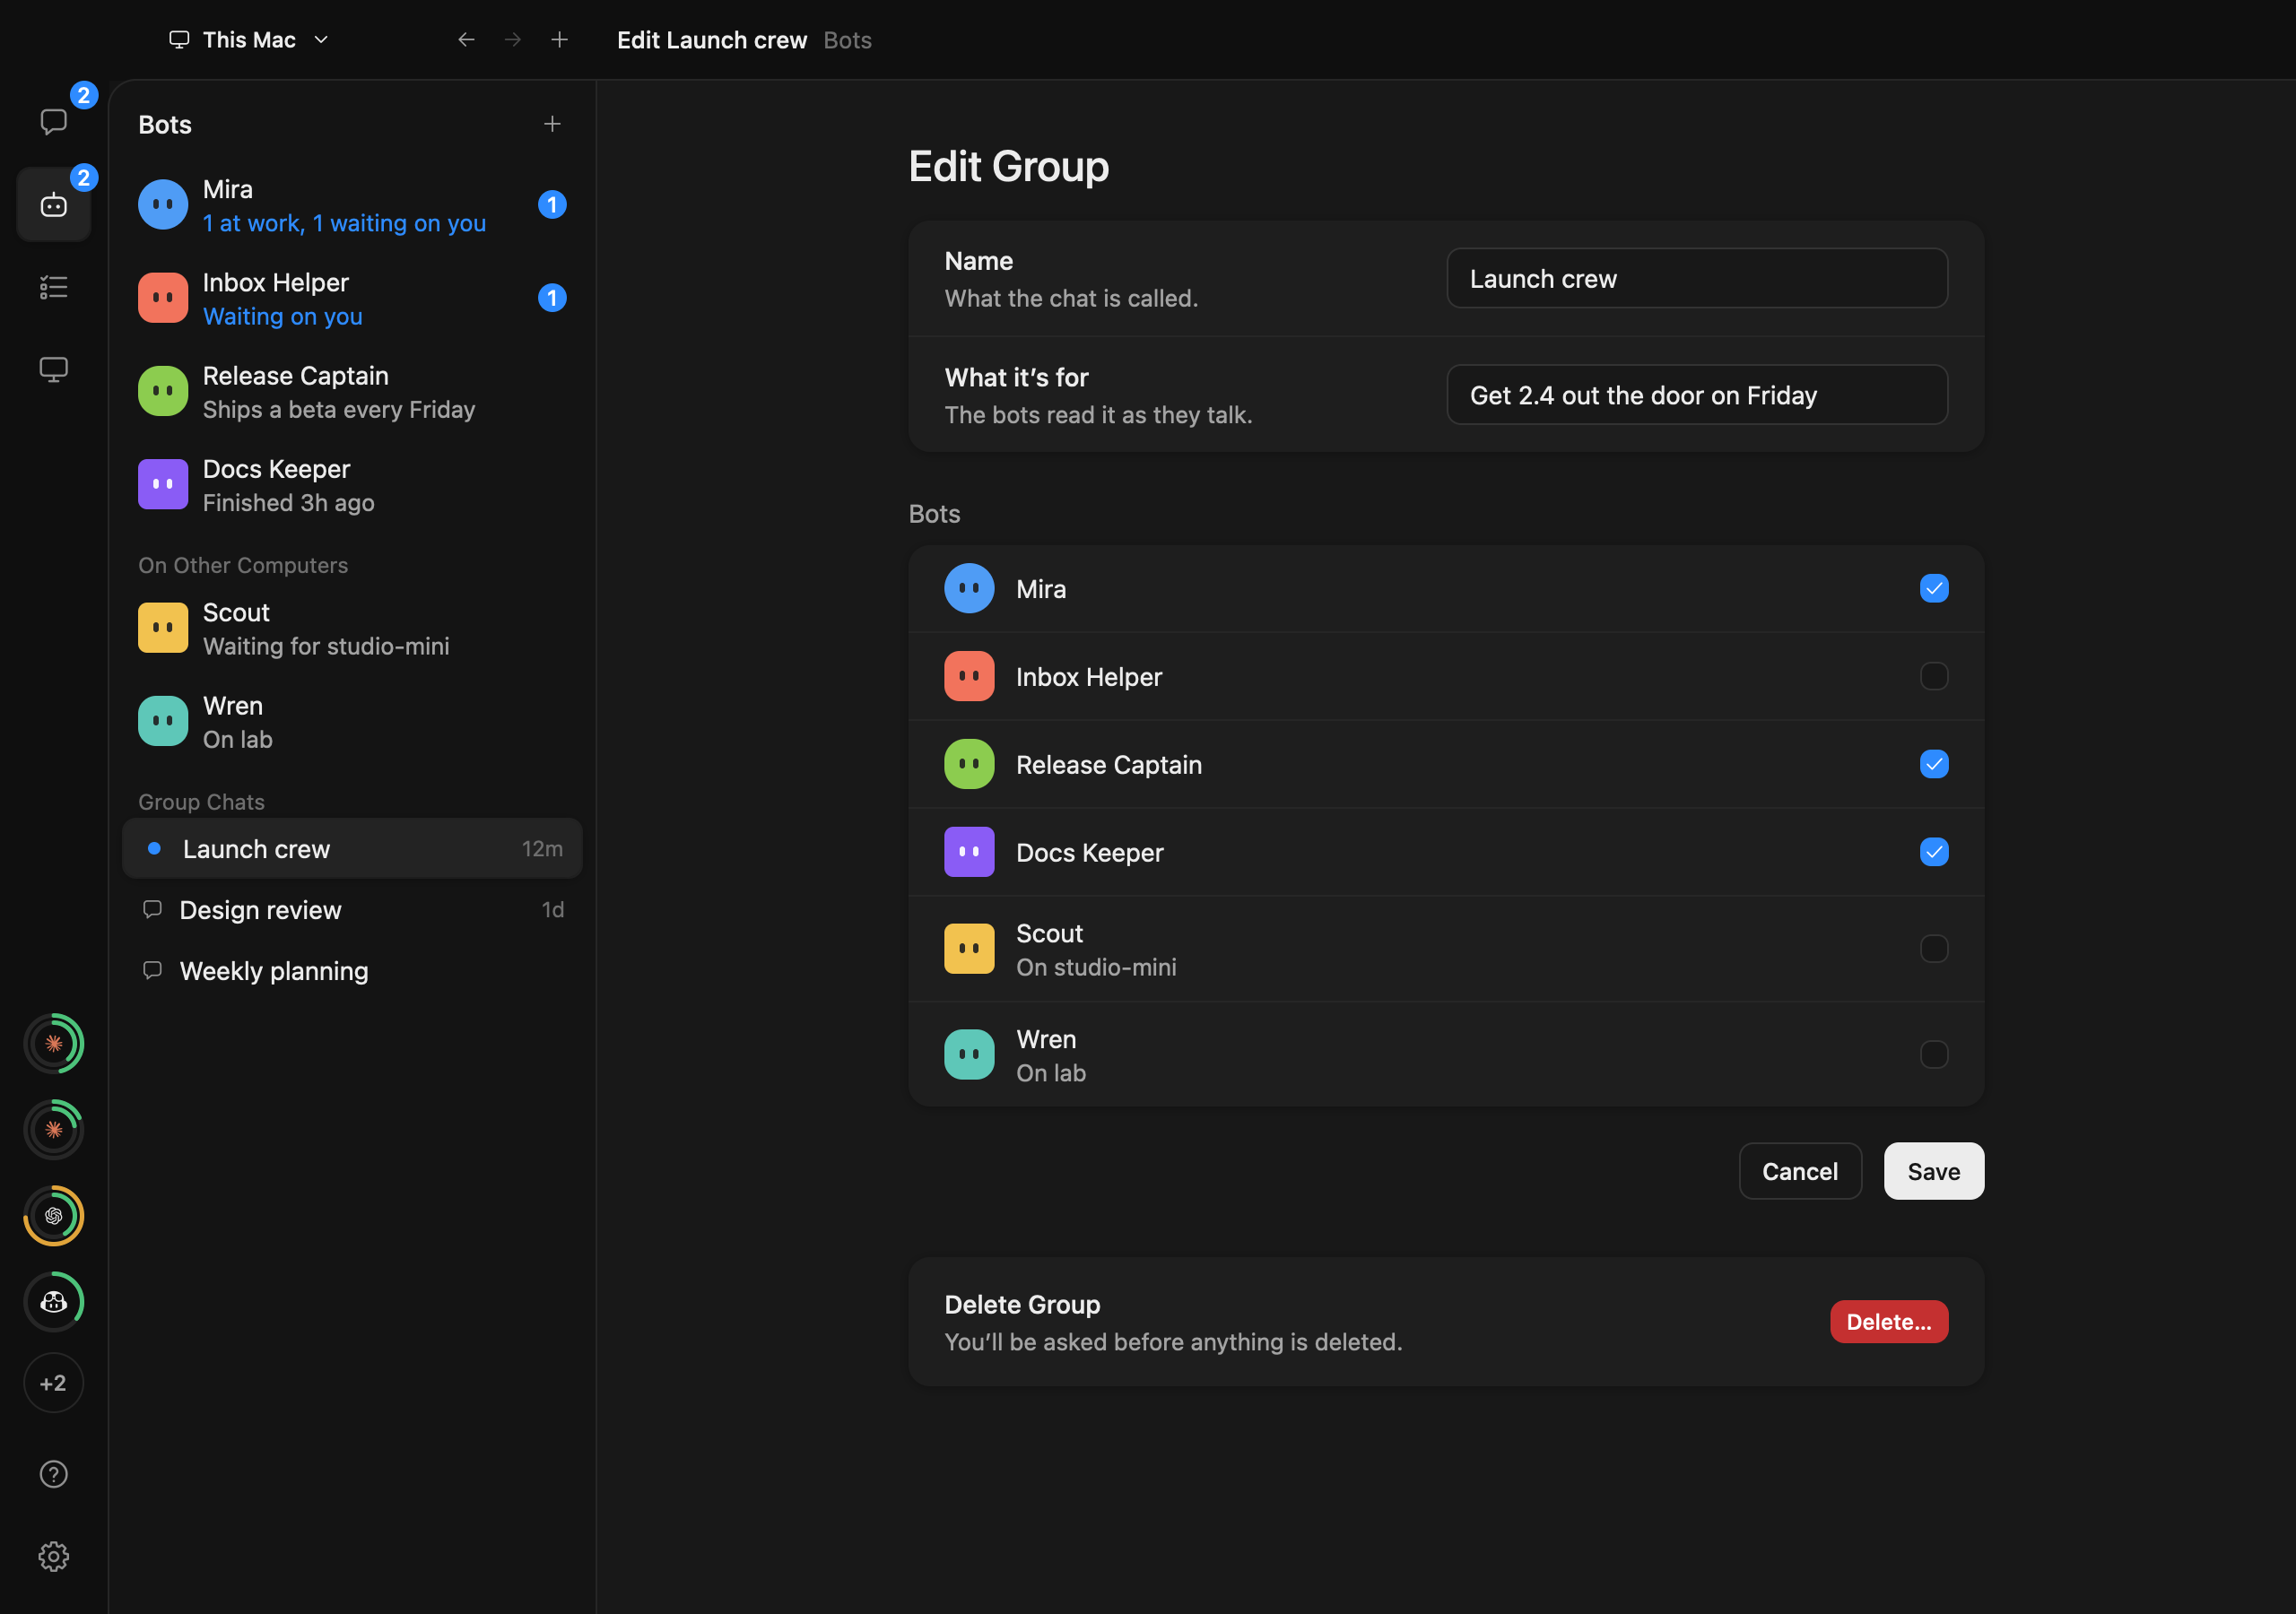 This Mac
Edit Launch crew Bots
2
2
Bots
Mira
1 at work, 1 waiting on you
1
Inbox Helper
Waiting on you
1
Release Captain
Ships a beta every Friday
Docs Keeper
Finished 3h ago
On Other Computers
Scout
Waiting for studio-mini
Wren
On lab
Group Chats
Launch crew 12m
Design review 1d
Weekly planning
+2
Edit Group
Name
What the chat is called.
Launch crew
What it’s for
The bots read it as they talk.
Get 2.4 out the door on Friday
Bots
Mira
Inbox Helper
Release Captain
Docs Keeper
Scout
On studio-mini
Wren
On lab
Cancel
Save
Delete Group
You’ll be asked before anything is deleted.
Delete...